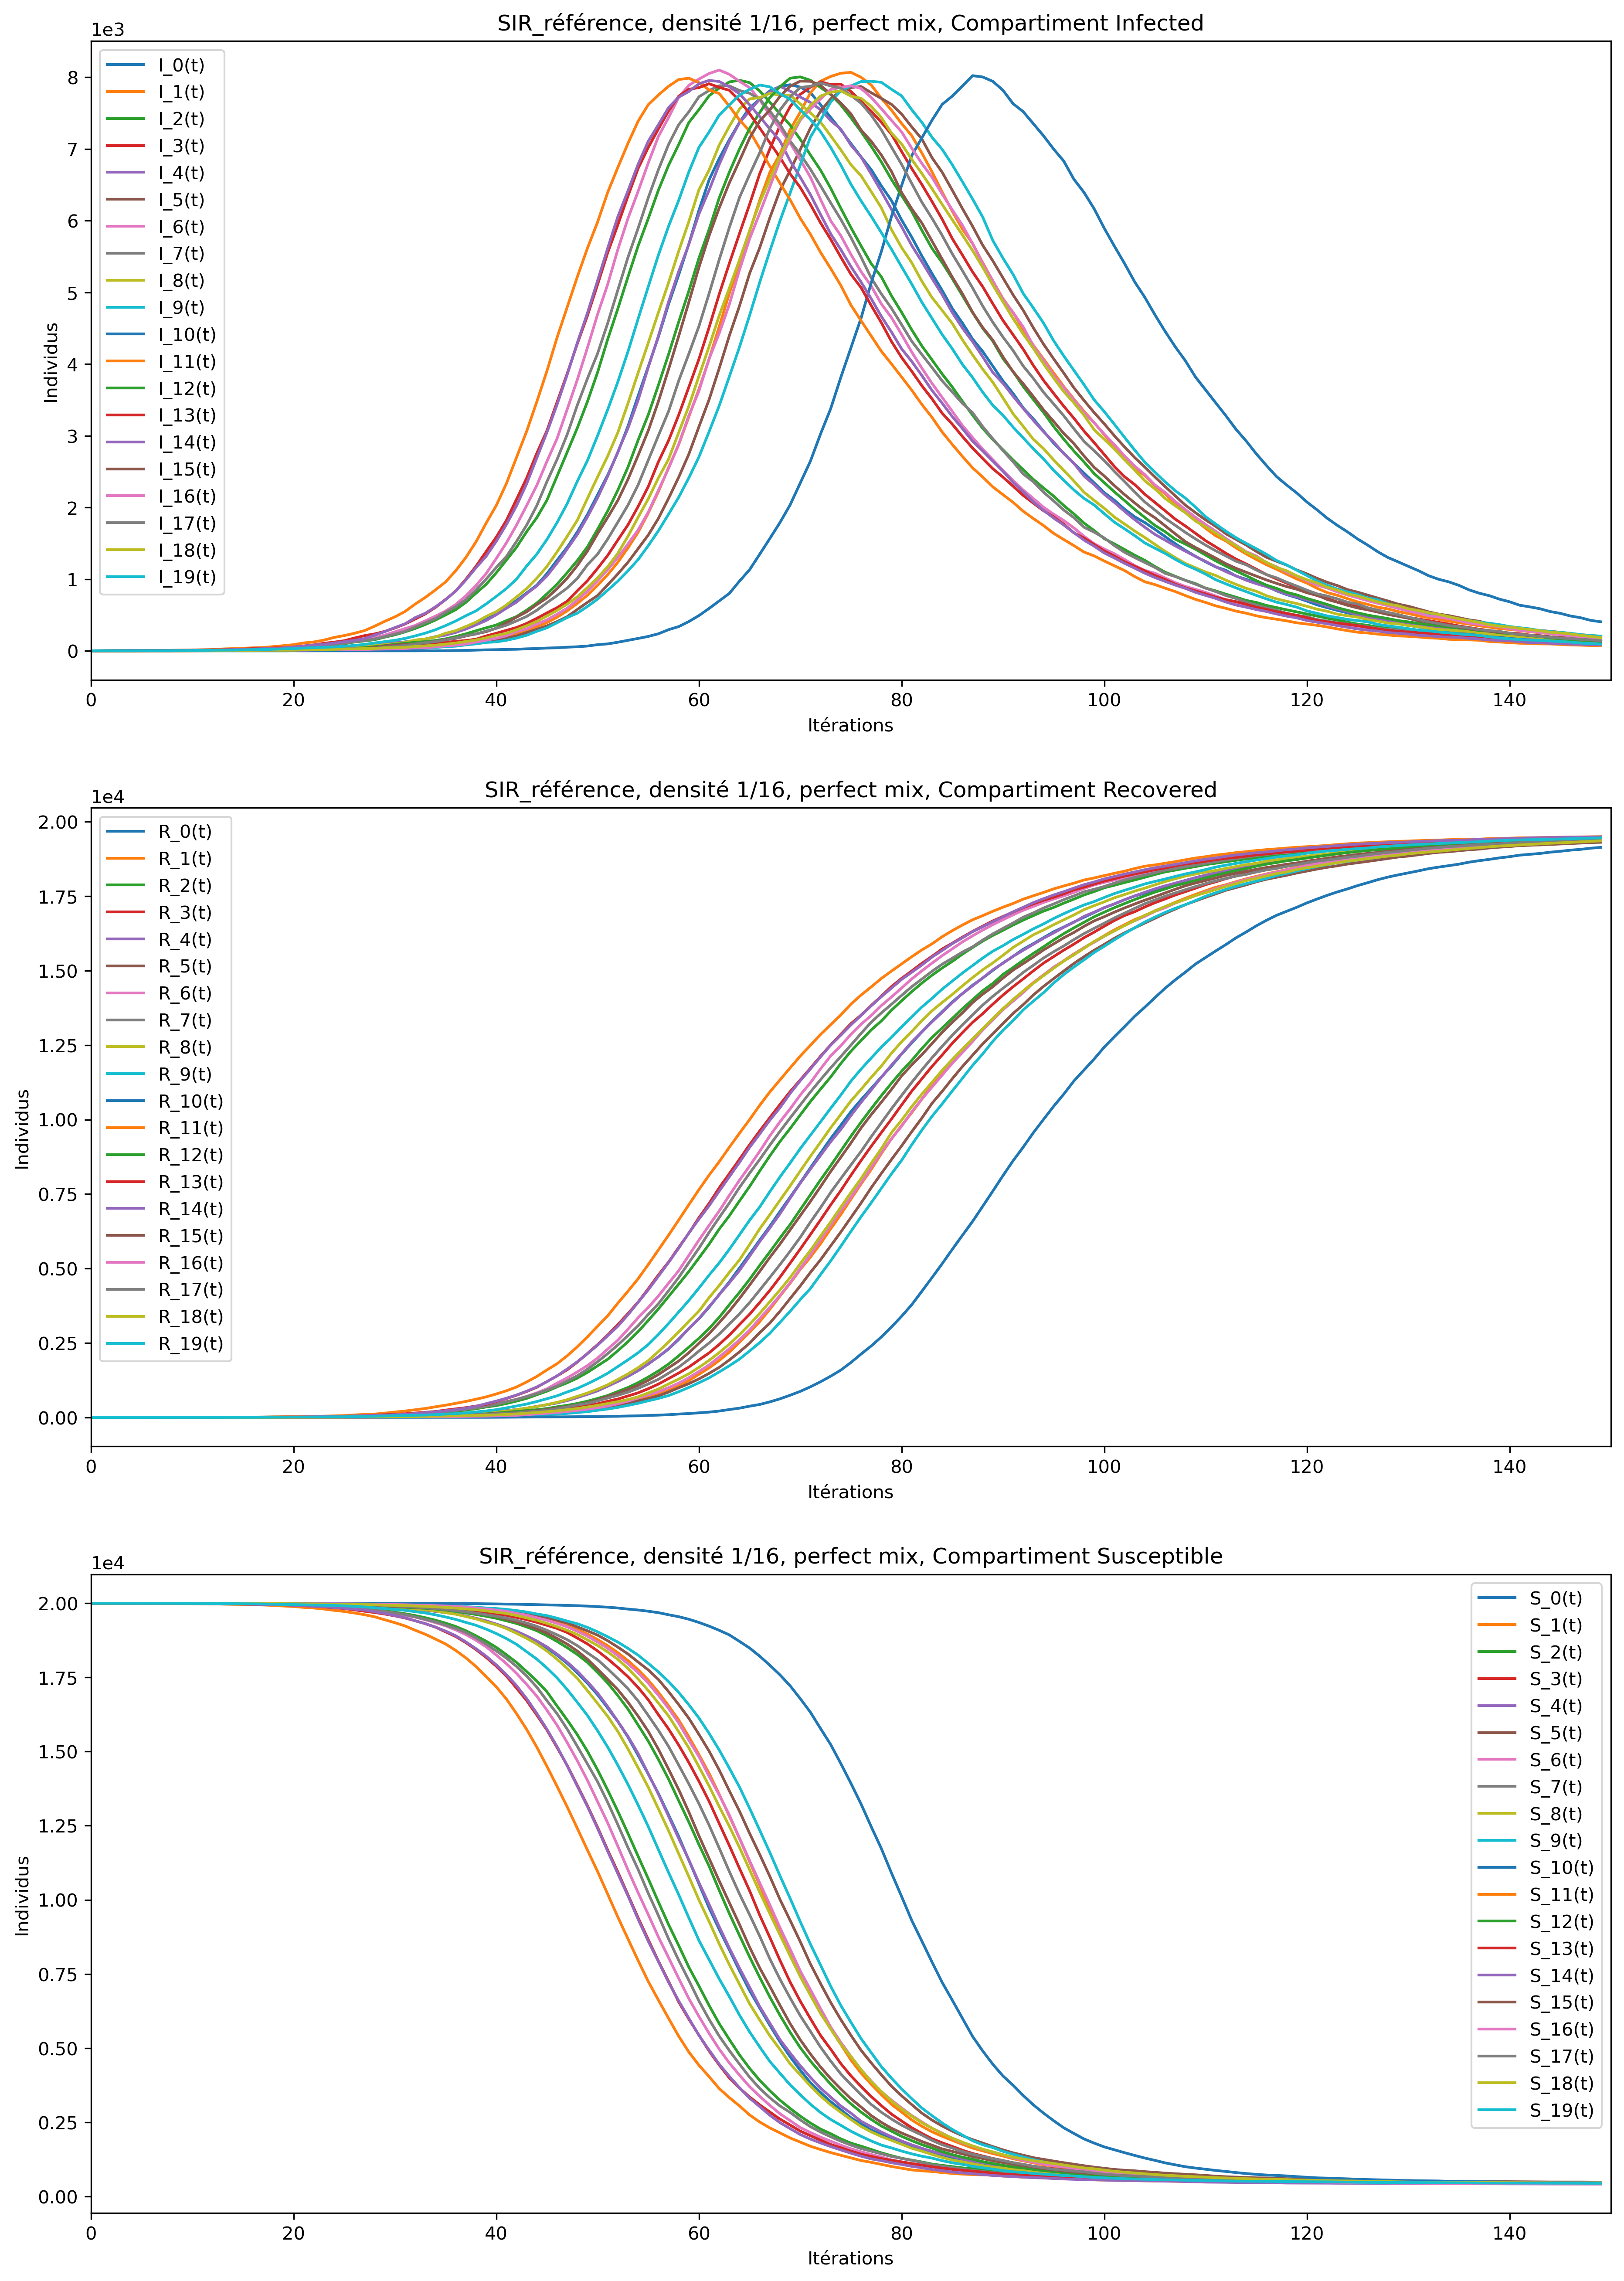 SIR_référence, densité 1/16, perfect mix, Compartiment Infected
1e3
8
7
6
5
4
3
2
1
0
Individus
I_0(t)
I_1(t)
I_2(t)
I_3(t)
I_4(t)
I_5(t)
I_6(t)
I_7(t)
I_8(t)
I_9(t)
I_10(t)
I_11(t)
I_12(t)
I_13(t)
I_14(t)
I_15(t)
I_16(t)
I_17(t)
I_18(t)
I_19(t)
0 20 40 60 80 100 120 140
Itérations
SIR_référence, densité 1/16, perfect mix, Compartiment Recovered
1e4
2.00
1.75
1.50
1.25
1.00
0.75
0.50
0.25
0.00
Individus
R_0(t)
R_1(t)
R_2(t)
R_3(t)
R_4(t)
R_5(t)
R_6(t)
R_7(t)
R_8(t)
R_9(t)
R_10(t)
R_11(t)
R_12(t)
R_13(t)
R_14(t)
R_15(t)
R_16(t)
R_17(t)
R_18(t)
R_19(t)
0 20 40 60 80 100 120 140
Itérations
SIR_référence, densité 1/16, perfect mix, Compartiment Susceptible
1e4
2.00
1.75
1.50
1.25
1.00
0.75
0.50
0.25
0.00
Individus
S_0(t)
S_1(t)
S_2(t)
S_3(t)
S_4(t)
S_5(t)
S_6(t)
S_7(t)
S_8(t)
S_9(t)
S_10(t)
S_11(t)
S_12(t)
S_13(t)
S_14(t)
S_15(t)
S_16(t)
S_17(t)
S_18(t)
S_19(t)
0 20 40 60 80 100 120 140
Itérations